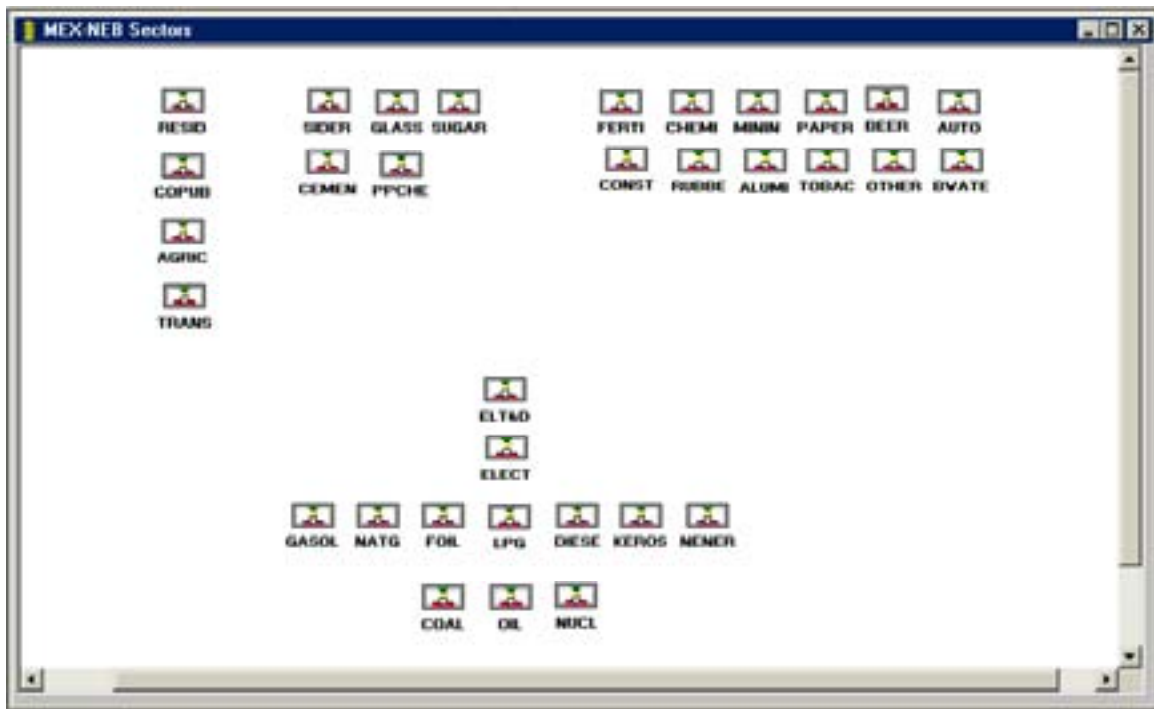 MEX-NEB Sectors
RESID SIDER GLASS SUGAR FERTI CHEMI MININ PAPER BEER AUTO
COPUB CEMEN PPCHE CONST RUBBE ALUMI TOBAC OTHER BWATE
AGRIC
TRANS
ELT&D
ELECT
GASOL NATG FOIL LPG DIESE KEROS NENER
COAL OIL NUCL